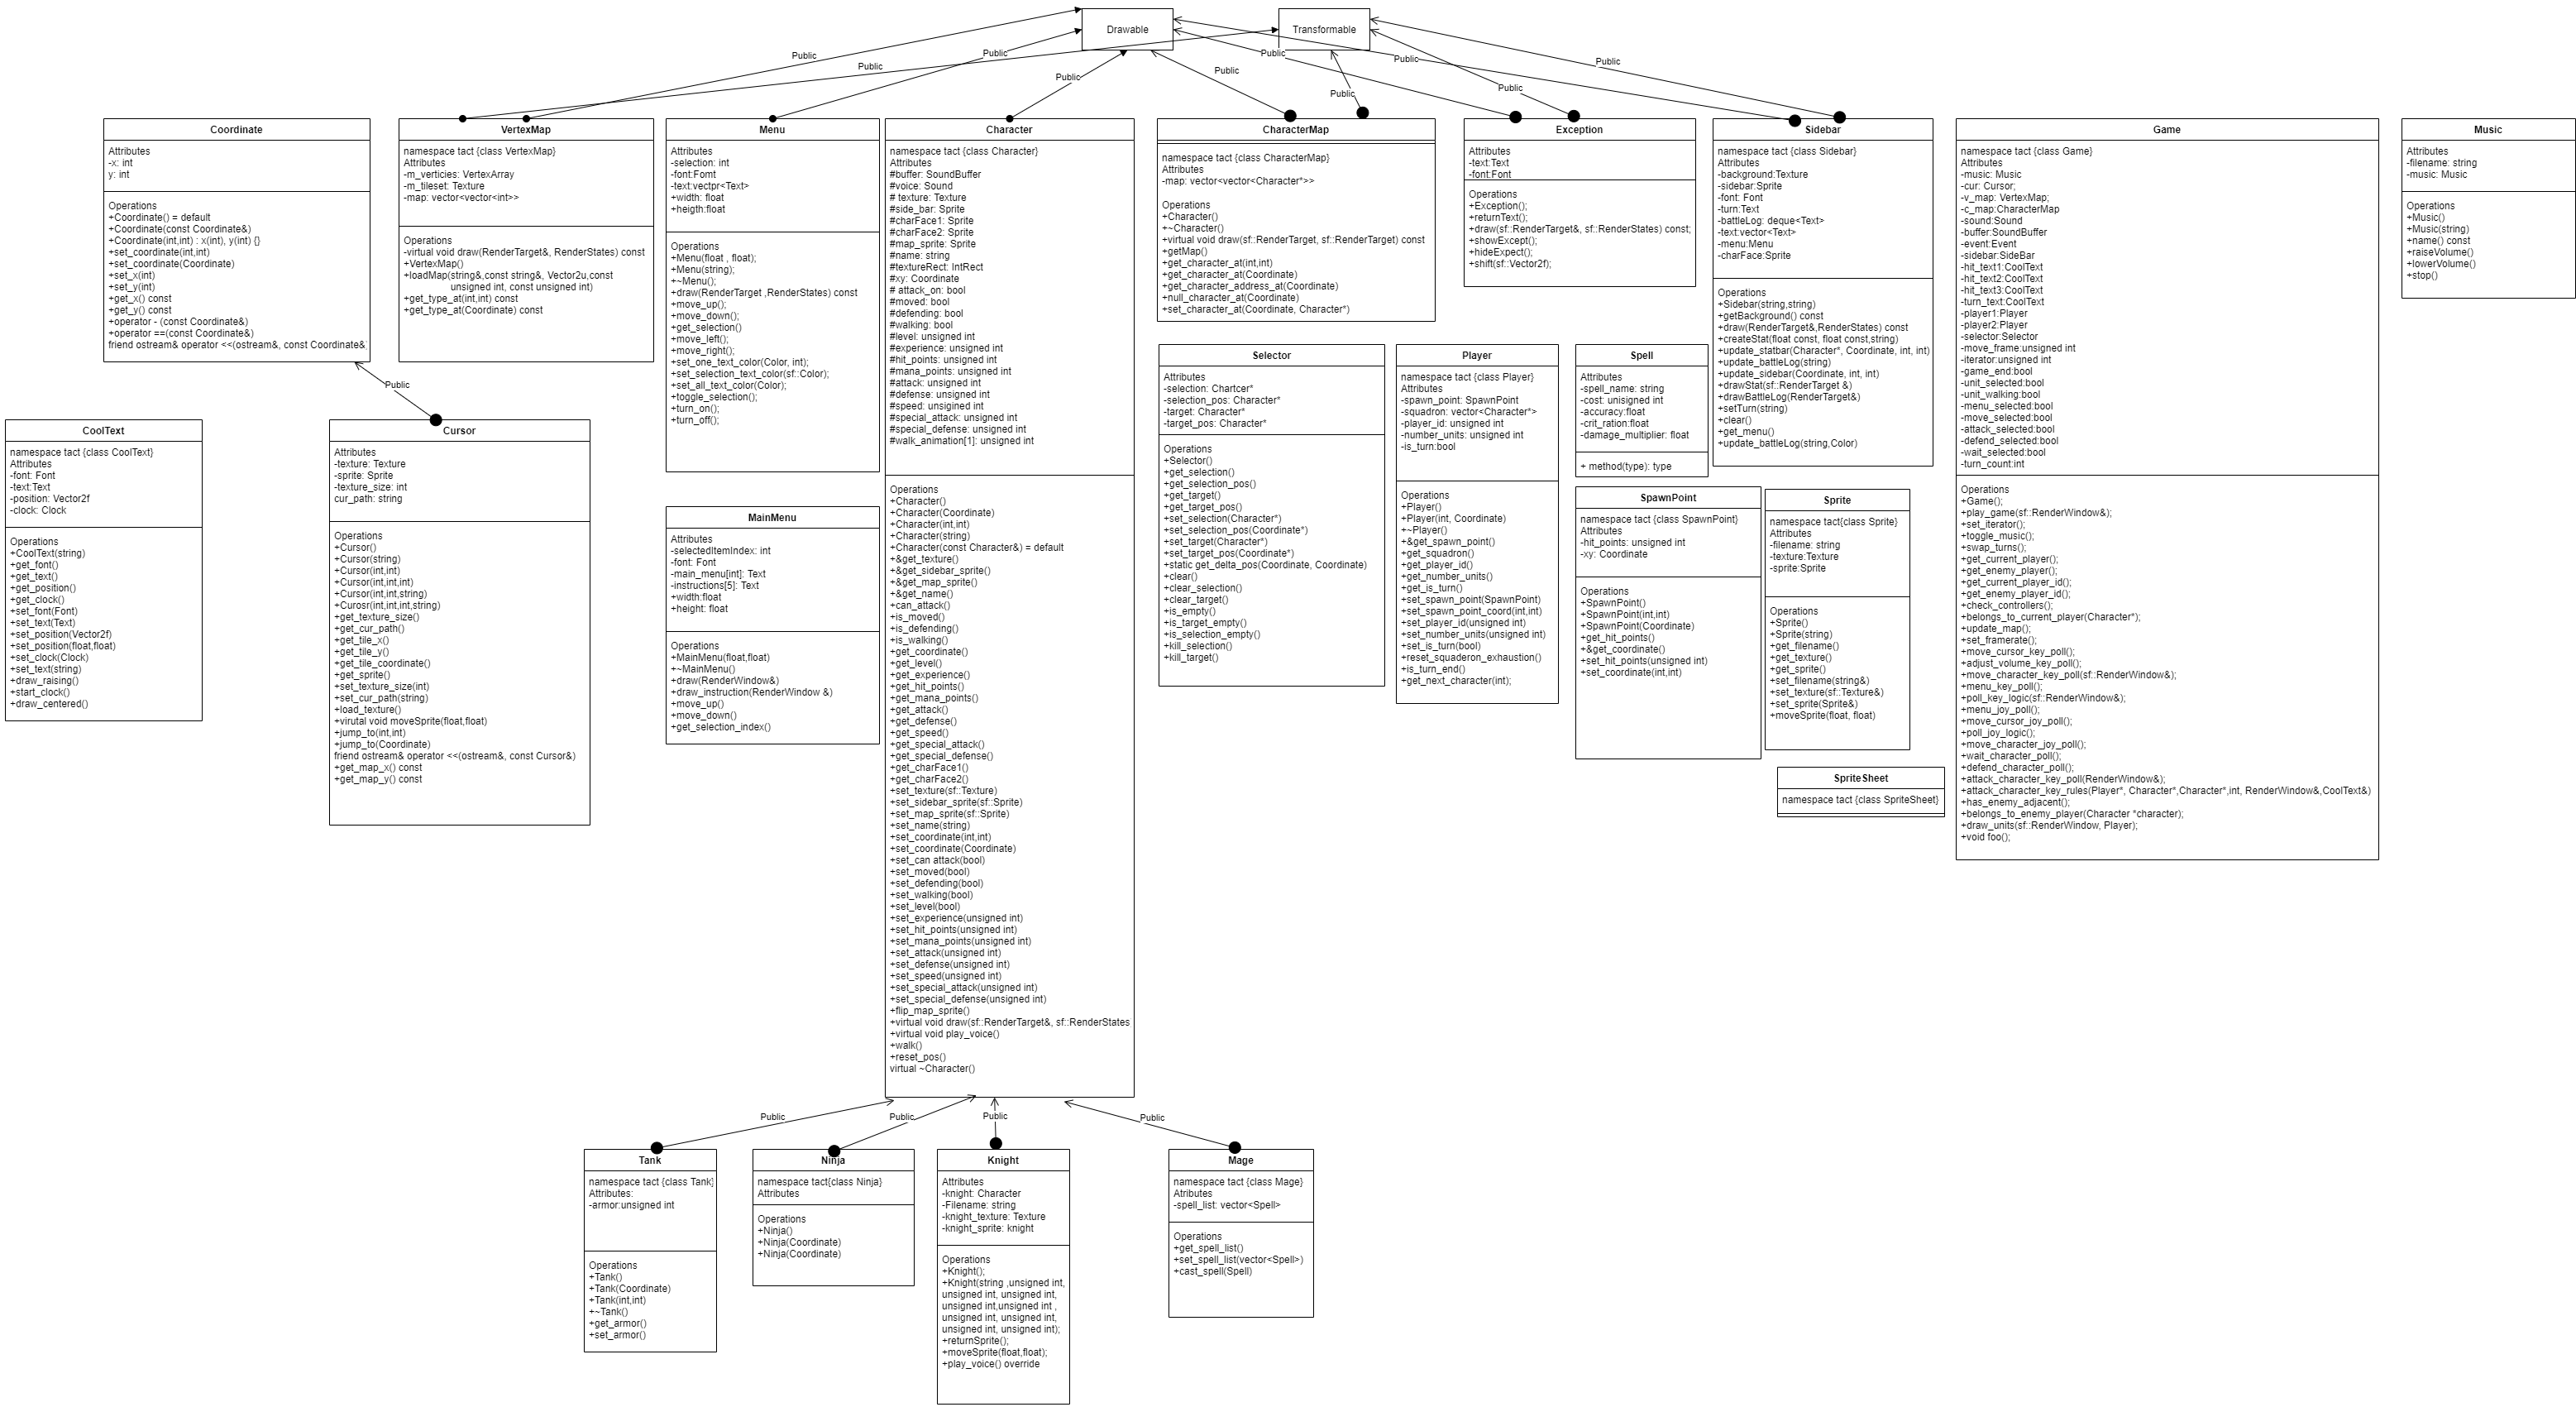 Drawable
Transformable
Public
Public
Public
Public
Public
Public
Public
Public
Public
Public
Coordinate
Attributes
-x: int
y: int
Operations
+Coordinate() = default
+Coordinate(const Coordinate&)
+Coordinate(int,int) : x(int), y(int) {}
+set_coordinate(int,int)
+set_coordinate(Coordinate)
+set_x(int)
+set_y(int)
+get_x() const
+get_y() const
+operator - (const Coordinate&)
+operator ==(const Coordinate&)
friend ostream& operator <<(ostream&, const Coordinate&
VertexMap
namespace tact {class VertexMap}
Attributes
-m_verticies: VertexArray
-m_tileset: Texture
-map: vector<vector<int>>
Operations
-virtual void draw(RenderTarget&, RenderStates) const
+VertexMap()
+loadMap(string&,const string&, Vector2u,const
unsigned int, const unsigned int)
+get_type_at(int,int) const
+get_type_at(Coordinate) const
Menu
Attributes
-selection: int
-font:Fomt
-text:vectpr<Text>
+width: float
+heigth:float
Operations
+Menu(float , float);
+Menu(string);
+~Menu();
+draw(RenderTarget ,RenderStates) const
+move_up();
+move_down();
+get_selection()
+move_left();
+move_right();
+set_one_text_color(Color, int);
+set_selection_text_color(sf::Color);
+set_all_text_color(Color);
+toggle_selection();
+turn_on();
+turn_off();
Character
namespace tact {class Character}
Attributes
#buffer: SoundBuffer
#voice: Sound
# texture: Texture
#side_bar: Sprite
#charFace1: Sprite
#charFace2: Sprite
#map_sprite: Sprite
#name: string
#textureRect: IntRect
#xy: Coordinate
# attack_on: bool
#moved: bool
#defending: bool
#walking: bool
#level: unsigned int
#experience: unsigned int
#hit_points: unsigned int
#mana_points: unsigned int
#attack: unsigned int
#defense: unsigned int
#speed: unsigined int
#special_attack: unsigned int
#special_defense: unsigned int
#walk_animation[1]: unsigned int
Operations
+Character()
+Character(Coordinate)
+Character(int,int)
+Character(string)
+Character(const Character&) = default
+&get_texture()
+&get_sidebar_sprite()
+&get_map_sprite()
+&get_name()
+can_attack()
+is_moved()
+is_defending()
+is_walking()
+get_coordinate()
+get_level()
+get_experience()
+get_hit_points()
+get_mana_points()
+get_attack()
+get_defense()
+get_speed()
+get_special_attack()
+get_special_defense()
+get_charFace1()
+get_charFace2()
+set_texture(sf::Texture)
+set_sidebar_sprite(sf::Sprite)
+set_map_sprite(sf::Sprite)
+set_name(string)
+set_coordinate(int,int)
+set_coordinate(Coordinate)
+set_can attack(bool)
+set_moved(bool)
+set_defending(bool)
+set_walking(bool)
+set_level(bool)
+set_experience(unsigned int)
+set_hit_points(unsigned int)
+set_mana_points(unsigned int)
+set_attack(unsigned int)
+set_defense(unsigned int)
+set_speed(unsigned int)
+set_special_attack(unsigned int)
+set_special_defense(unsigned int)
+flip_map_sprite()
+virtual void draw(sf::RenderTarget&, sf::RenderStates
+virtual void play_voice()
+walk()
+reset_pos()
virtual ~Character()
CharacterMap
namespace tact {class CharacterMap}
Attributes
-map: vector<vector<Character*>>
Operations
+Character()
+~Character()
+virtual void draw(sf::RenderTarget, sf::RenderTarget) const
+getMap()
+get_character_at(int,int)
+get_character_at(Coordinate)
+get_character_address_at(Coordinate)
+null_character_at(Coordinate)
+set_character_at(Coordinate, Character*)
Exception
Attributes
-text:Text
-font:Font
Operations
+Exception();
+returnText();
+draw(sf::RenderTarget&, sf::RenderStates) const;
+showExcept();
+hideExpect();
+shift(sf::Vector2f);
Sidebar
namespace tact {class Sidebar}
Attributes
-background:Texture
-sidebar:Sprite
-font: Font
-turn:Text
-battleLog: deque<Text>
-text:vector<Text>
-menu:Menu
-charFace:Sprite
Operations
+Sidebar(string,string)
+getBackground() const
+draw(RenderTarget&,RenderStates) const
+createStat(float const, float const,string)
+update_statbar(Character*, Coordinate, int, int)
+update_battleLog(string)
+update_sidebar(Coordinate, int, int)
+drawStat(sf::RenderTarget &)
+drawBattleLog(RenderTarget&)
+setTurn(string)
+clear()
+get_menu()
+update_battleLog(string,Color)
Game
namespace tact {class Game}
Attributes
-music: Music
-cur: Cursor;
-v_map: VertexMap;
-c_map:CharacterMap
-sound:Sound
-buffer:SoundBuffer
-event:Event
-sidebar:SideBar
-hit_text1:CoolText
-hit_text2:CoolText
-hit_text3:CoolText
-turn_text:CoolText
-player1:Player
-player2:Player
-selector:Selector
-move_frame:unsigned int
-iterator:unsigned int
-game_end:bool
-unit_selected:bool
-unit_walking:bool
-menu_selected:bool
-move_selected:bool
-attack_selected:bool
-defend_selected:bool
-wait_selected:bool
-turn_count:int
Operations
+Game();
+play_game(sf::RenderWindow&);
+set_iterator();
+toggle_music();
+swap_turns();
+get_current_player();
+get_enemy_player();
+get_current_player_id();
+get_enemy_player_id();
+check_controllers();
+belongs_to_current_player(Character*);
+update_map();
+set_framerate();
+move_cursor_key_poll();
+adjust_volume_key_poll();
+move_character_key_poll(sf::RenderWindow&);
+menu_key_poll();
+poll_key_logic(sf::RenderWindow&);
+menu_joy_poll();
+move_cursor_joy_poll();
+poll_joy_logic();
+move_character_joy_poll();
+wait_character_poll();
+defend_character_poll();
+attack_character_key_poll(RenderWindow&);
+attack_character_key_rules(Player*, Character*,Character*,int, RenderWindow&,CoolText&)
+has_enemy_adjacent();
+belongs_to_enemy_player(Character *character);
+draw_units(sf::RenderWindow, Player);
+void foo();
Music
Attributes
-filename: string
-music: Music
Operations
+Music()
+Music(string)
+name() const
+raiseVolume()
+lowerVolume()
+stop()
Public
CoolText
namespace tact {class CoolText}
Attributes
-font: Font
-text:Text
-position: Vector2f
-clock: Clock
Operations
+CoolText(string)
+get_font()
+get_text()
+get_position()
+get_clock()
+set_font(Font)
+set_text(Text)
+set_position(Vector2f)
+set_position(float,float)
+set_clock(Clock)
+set_text(string)
+draw_raising()
+start_clock()
+draw_centered()
Cursor
Attributes
-texture: Texture
-sprite: Sprite
-texture_size: int
cur_path: string
Operations
+Cursor()
+Cursor(string)
+Cursor(int,int)
+Cursor(int,int,int)
+Cursor(int,int,string)
+Curosr(int,int,int,string)
+get_texture_size()
+get_cur_path()
+get_tile_x()
+get_tile_y()
+get_tile_coordinate()
+get_sprite()
+set_texture_size(int)
+set_cur_path(string)
+load_texture()
+virutal void moveSprite(float,float)
+jump_to(int,int)
+jump_to(Coordinate)
friend ostream& operator <<(ostream&, const Cursor&)
+get_map_x() const
+get_map_y() const
MainMenu
Attributes
-selectedItemIndex: int
-font: Font
-main_menu[int]: Text
-instructions[5]: Text
+width:float
+height: float
Operations
+MainMenu(float,float)
+~MainMenu()
+draw(RenderWindow&)
+draw_instruction(RenderWindow &)
+move_up()
+move_down()
+get_selection_index()
Selector
Attributes
-selection: Chartcer*
-selection_pos: Character*
-target: Character*
-target_pos: Character*
Operations
+Selector()
+get_selection()
+get_selection_pos()
+get_target()
+get_target_pos()
+set_selection(Character*)
+set_selection_pos(Coordinate*)
+set_target(Character*)
+set_target_pos(Coordinate*)
+static get_delta_pos(Coordinate, Coordinate)
+clear()
+clear_selection()
+clear_target()
+is_empty()
+is_target_empty()
+is_selection_empty()
+kill_selection()
+kill_target()
Player
namespace tact {class Player}
Attributes
-spawn_point: SpawnPoint
-squadron: vector<Character*>
-player_id: unsigned int
-number_units: unsigned int
-is_turn:bool
Operations
+Player()
+Player(int, Coordinate)
+~Player()
+&get_spawn_point()
+get_squadron()
+get_player_id()
+get_number_units()
+get_is_turn()
+set_spawn_point(SpawnPoint)
+set_spawn_point_coord(int,int)
+set_player_id(unsigned int)
+set_number_units(unsigned int)
+set_is_turn(bool)
+reset_squaderon_exhaustion()
+is_turn_end()
+get_next_character(int);
Spell
Attributes
-spell_name: string
-cost: unisigned int
-accuracy:float
-crit_ration:float
-damage_multiplier: float
+ method(type): type
SpawnPoint
namespace tact {class SpawnPoint}
Attributes
-hit_points: unsigned int
-xy: Coordinate
Operations
+SpawnPoint()
+SpawnPoint(int,int)
+SpawnPoint(Coordinate)
+get_hit_points()
+&get_coordinate()
+set_hit_points(unsigned int)
+set_coordinate(int,int)
Sprite
namespace tact{class Sprite}
Attributes
-filename: string
-texture:Texture
-sprite:Sprite
Operations
+Sprite()
+Sprite(string)
+get_filename()
+get_texture()
+get_sprite()
+set_filename(string&)
+set_texture(sf::Texture&)
+set_sprite(Sprite&)
+moveSprite(float, float)
SpriteSheet
namespace tact {class SpriteSheet}
Public
Public
Public
Public
Tank
namespace tact {class Tank}
Attributes:
-armor:unsigned int
Operations
+Tank()
+Tank(Coordinate)
+Tank(int,int)
+~Tank()
+get_armor()
+set_armor()
Ninja
namespace tact{class Ninja}
Attributes
Operations
+Ninja()
+Ninja(Coordinate)
+Ninja(Coordinate)
Knight
Attributes
-knight: Character
-Filename: string
-knight_texture: Texture
-knight_sprite: knight
Operations
+Knight();
+Knight(string ,unsigned int,
unsigned int, unsigned int,
unsigned int,unsigned int ,
unsigned int, unsigned int,
unsigned int, unsigned int);
+returnSprite();
+moveSprite(float,float);
+play_voice() override
Mage
namespace tact {class Mage}
Atributes
-spell_list: vector<Spell>
Operations
+get_spell_list()
+set_spell_list(vector<Spell>)
+cast_spell(Spell)